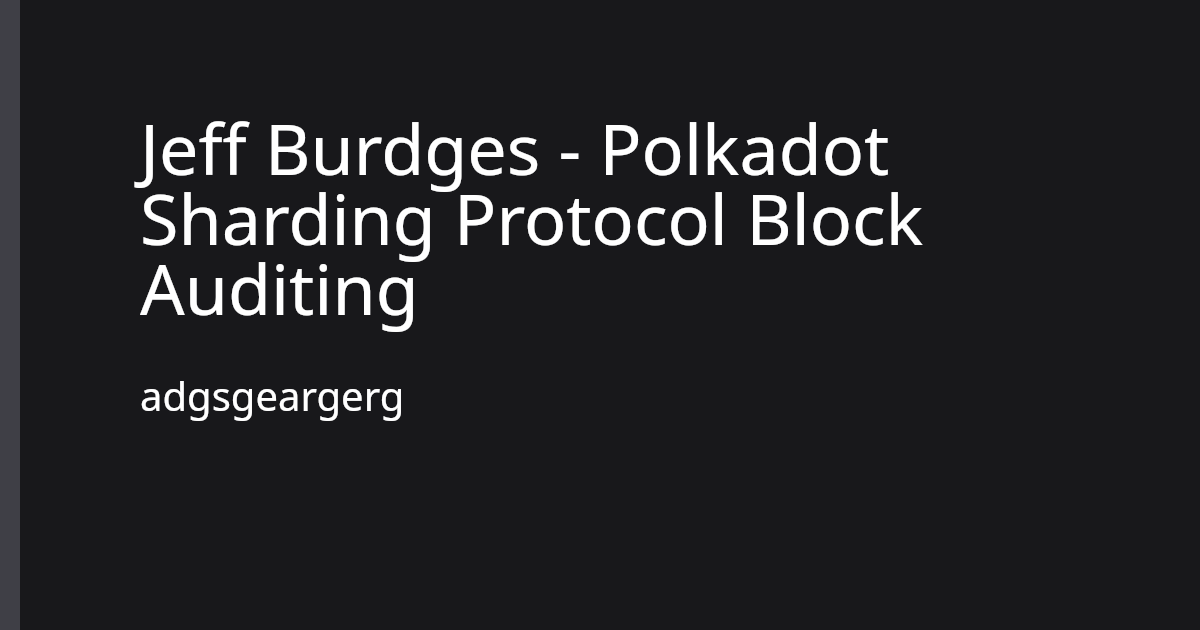 Jeff Burdges - Polkadot
Sharding Protocol Block
Auditing
adgsgeargerg